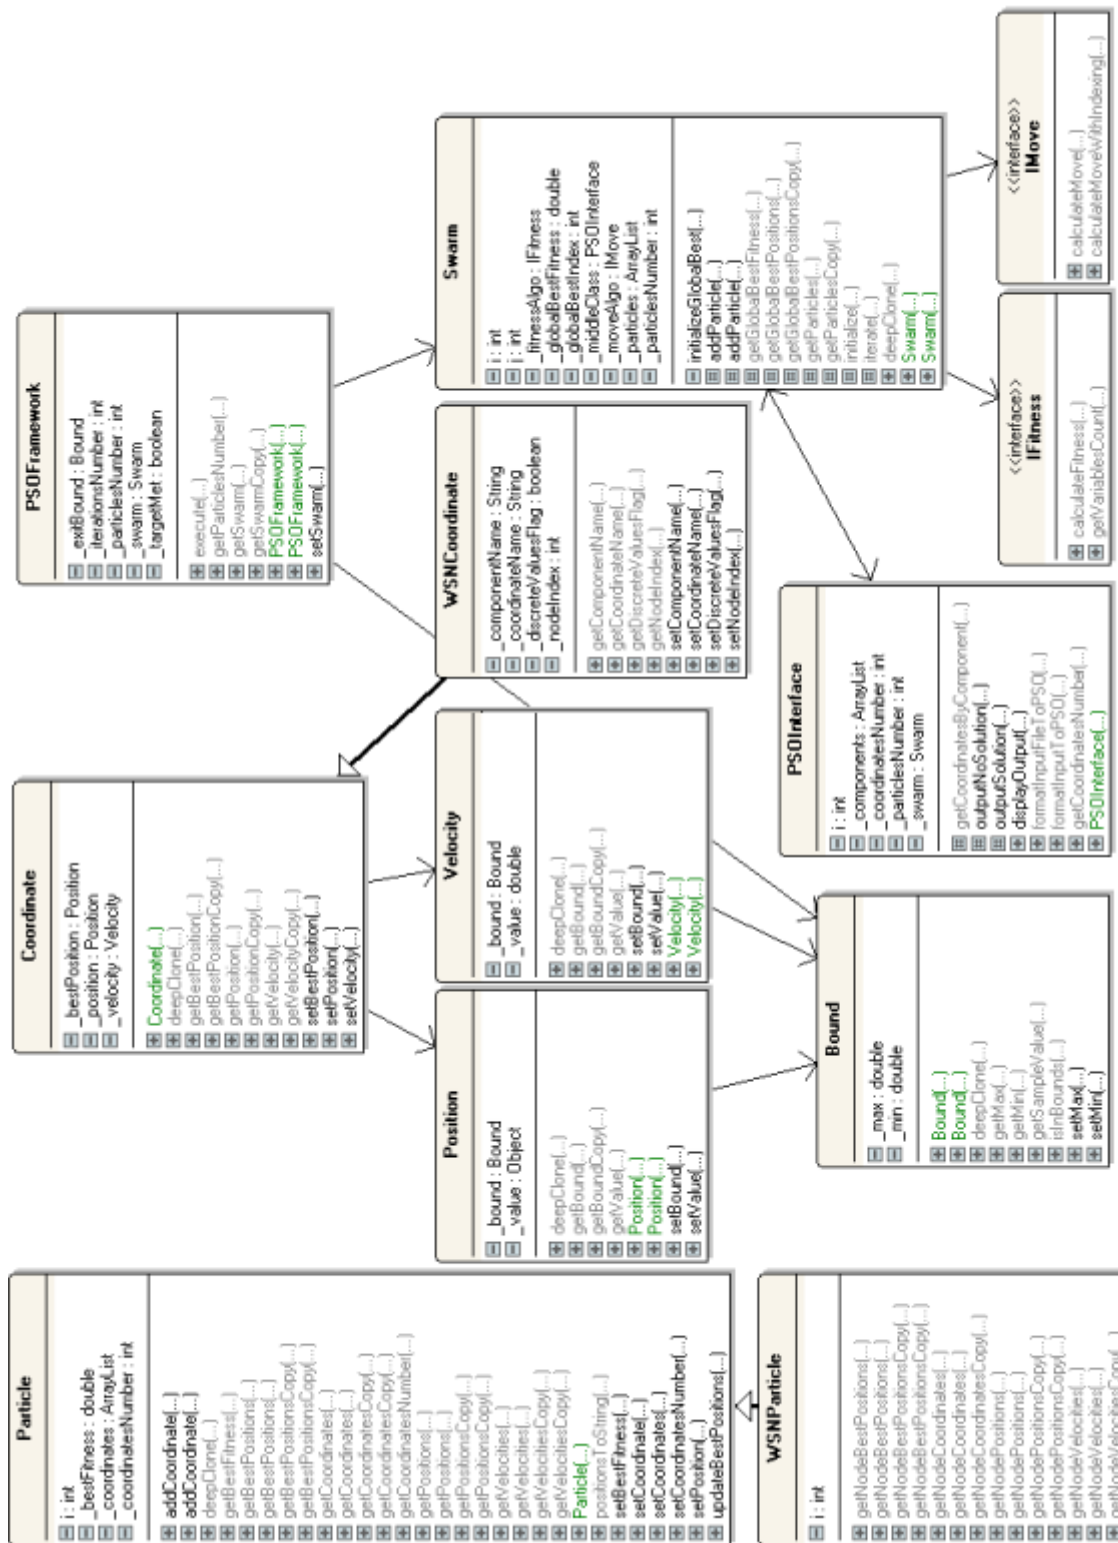 Particle
i : int
_bestFitness : double
_coordinates : ArrayList
_coordinatesNumber : int
addCoordinate(...)
addCoordinate(...)
deepClone(...)
getBestFitness(...)
getBestPositions(...)
getBestPositions(...)
getBestPositionsCopy(...)
getBestPositionsCopy(...)
getCoordinates(...)
getCoordinates(...)
getCoordinatesCopy(...)
getCoordinatesCopy(...)
getCoordinatesNumber(...)
getPositions(...)
getPositions(...)
getPositionsCopy(...)
getPositionsCopy(...)
getVelocities(...)
getVelocities(...)
getVelocitiesCopy(...)
getVelocitiesCopy(...)
Particle(...)
positionsToString(...)
setBestFitness(...)
setCoordinate(...)
setCoordinates(...)
setCoordinatesNumber(...)
setPosition(...)
updateBestPositions(...)
WSNParticle
i : int
getNodeBestPositions(...)
getNodeBestPositions(...)
getNodeBestPositionsCopy(...)
getNodeBestPositionsCopy(...)
getNodeCoordinates(...)
getNodeCoordinates(...)
getNodeCoordinatesCopy(...)
getNodePositions(...)
getNodePositions(...)
getNodePositionsCopy(...)
getNodePositionsCopy(...)
getNodeVelocities(...)
getNodeVelocities(...)
Coordinate
_bestPosition : Position
_position : Position
_velocity : Velocity
Coordinate(...)
deepClone(...)
getBestPosition(...)
getBestPositionCopy(...)
getPosition(...)
getPositionCopy(...)
getVelocity(...)
getVelocityCopy(...)
setBestPosition(...)
setPosition(...)
setVelocity(...)
Position
_bound : Bound
_value : Object
deepClone(...)
getBound(...)
getBoundCopy(...)
getValue(...)
Position(...)
Position(...)
setBound(...)
setValue(...)
Velocity
_bound : Bound
_value : double
deepClone(...)
getBound(...)
getBoundCopy(...)
getValue(...)
setBound(...)
setValue(...)
Velocity(...)
Velocity(...)
Bound
_max : double
_min : double
Bound(...)
Bound(...)
deepClone(...)
getMax(...)
getMin(...)
getSampleValue(...)
isInBounds(...)
setMax(...)
setMin(...)
PSOFramework
_exitBound : Bound
_iterationsNumber : int
_particlesNumber : int
_swarm : Swarm
_targetMet : boolean
execute(...)
getParticlesNumber(...)
getSwarm(...)
getSwarmCopy(...)
PSOFramework(...)
PSOFramework(...)
setSwarm(...)
WSNCoordinate
_componentName : String
_coordinateName : String
_discreteValuesFlag : boolean
_nodeIndex : int
getComponentName(...)
getCoordinateName(...)
getDiscreteValuesFlag(...)
getNodeIndex(...)
setComponentName(...)
setCoordinateName(...)
setDiscreteValuesFlag(...)
setNodeIndex(...)
Swarm
i : int
i : int
_fitnessAlgo : IFitness
_globalBestFitness : double
_globalBestIndex : int
_middleClass : PSOInterface
_moveAlgo : IMove
_particles : ArrayList
_particlesNumber : int
initializeGlobalBest(...)
addParticle(...)
addParticle(...)
getGlobalBestFitness(...)
getGlobalBestPositions(...)
getGlobalBestPositionsCopy(...)
getParticles(...)
getParticlesCopy(...)
initialize(...)
iterate(...)
deepClone(...)
Swarm(...)
Swarm(...)
PSOInterface
i : int
_components : ArrayList
_coordinatesNumber : int
_particlesNumber : int
_swarm : Swarm
getCoordinatesByComponent(...)
outputNoSolution(...)
outputSolution(...)
displayOutput(...)
formatInputFileToPSO(...)
formatInputToPSO(...)
getCoordinatesNumber(...)
PSOInterface(...)
<<interface>>
IFitness
calculateFitness(...)
getVariablesCount(...)
<<interface>>
IMove
calculateMove(...)
calculateMoveWithIndexing(...)